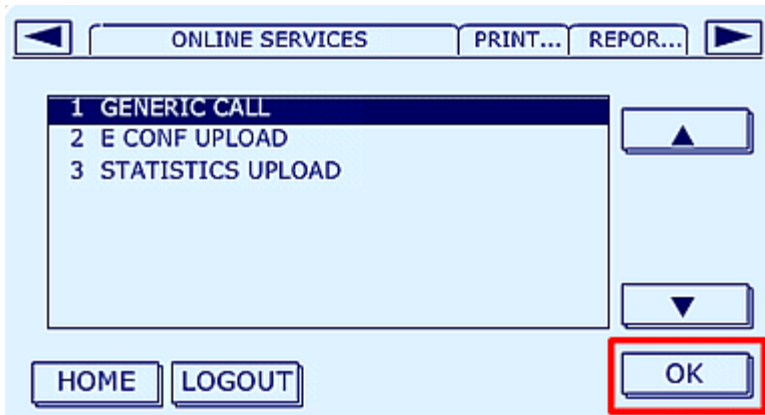 ONLINE SERVICES PRINT... REPOR...
1 GENERIC CALL
2 E CONF UPLOAD
3 STATISTICS UPLOAD
HOME LOGOUT OK